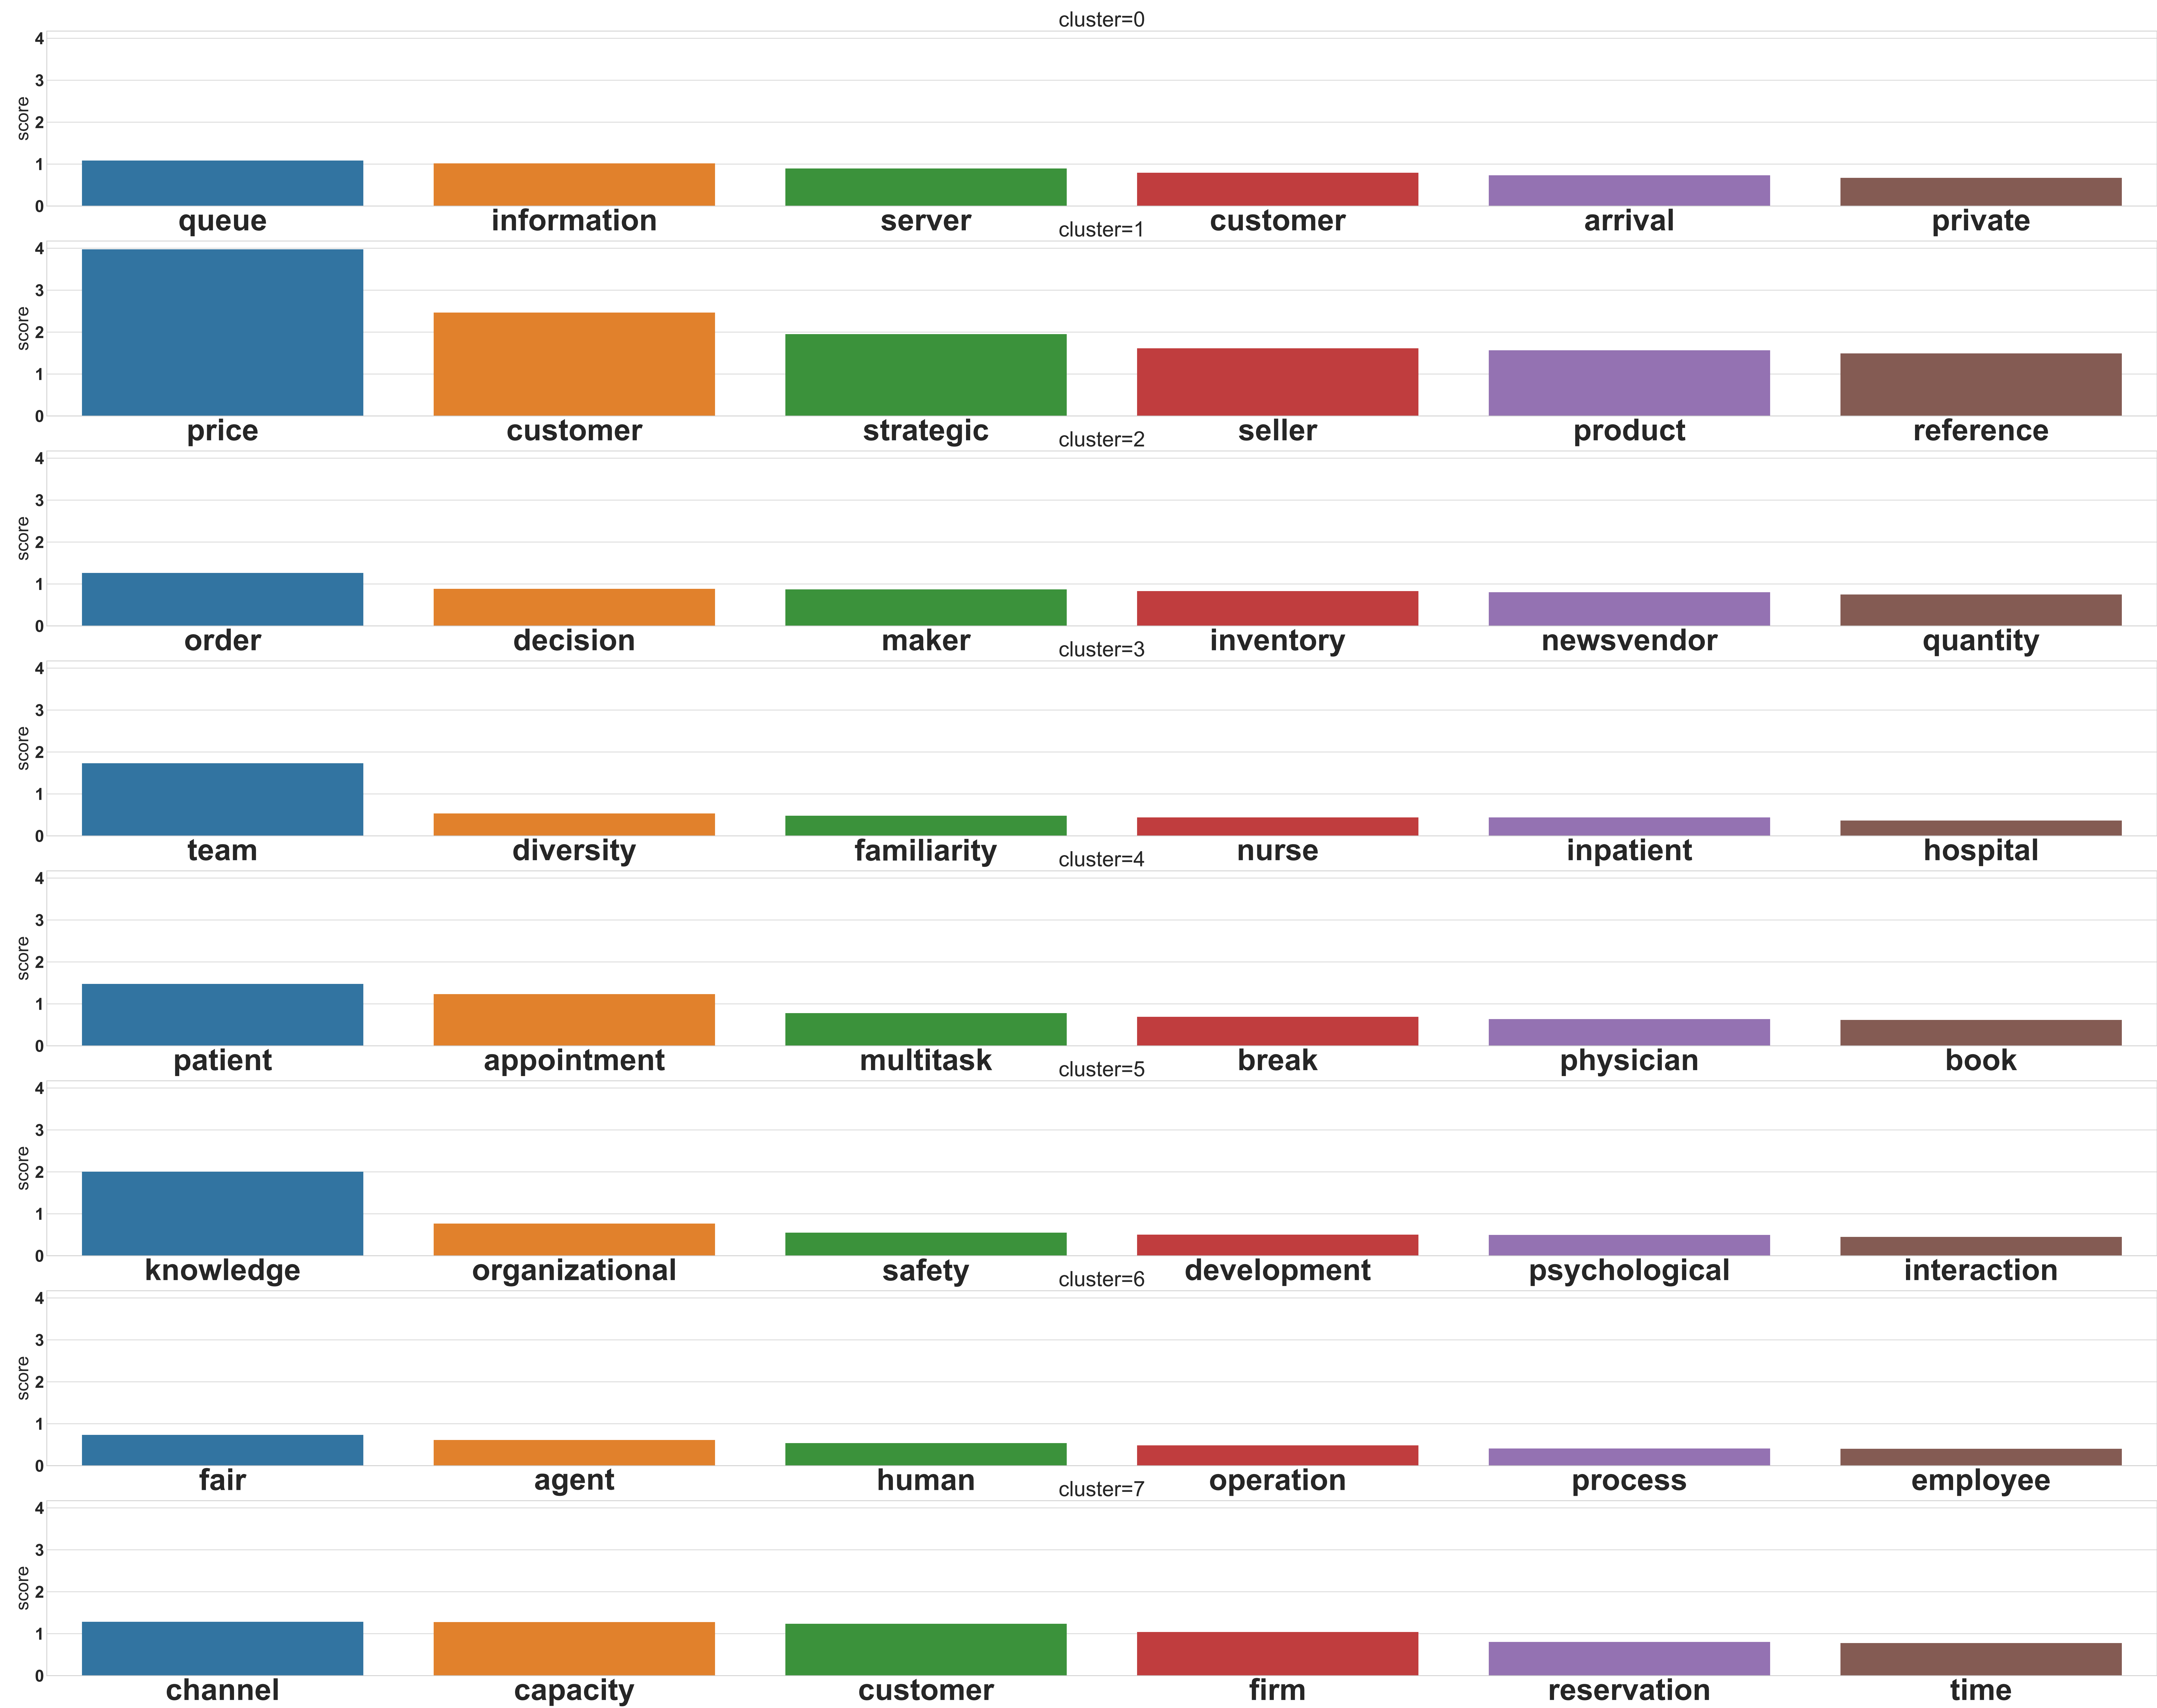 cluster=0
4
3
2
1
0
score
queue information server customer arrival private
cluster=1
4
3
2
1
0
score
price customer strategic seller product reference
cluster=2
4
3
2
1
0
score
order decision maker inventory newsvendor quantity
cluster=3
4
3
2
1
0
score
team diversity familiarity nurse inpatient hospital
cluster=4
4
3
2
1
0
score
patient appointment multitask break physician book
cluster=5
4
3
2
1
0
score
knowledge organizational safety development psychological interaction
cluster=6
4
3
2
1
0
score
fair agent human operation process employee
cluster=7
4
3
2
1
0
score
channel capacity customer firm reservation time